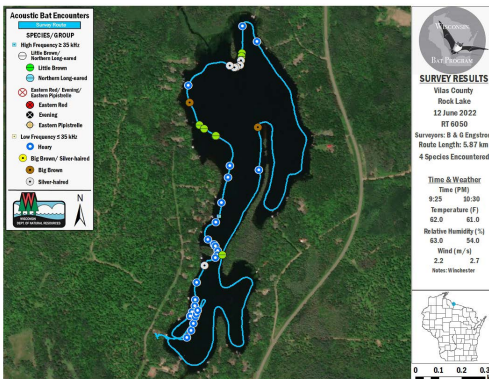 Acoustic Bat Encounters
Survey Route
SPECIES/GROUP
High Frequency ≥ 35 kHz
Little Brown/
Northern Long-eared
Little Brown
Northern Long-eared
Eastern Red/ Evening/
Eastern Pipistrelle
Eastern Red
Evening
Eastern Pipistrelle
Low Frequency ≤ 35 kHz
Hoary
Big Brown/ Silver-haired
Big Brown
Silver-haired
N
W
WISCONSIN
DEPT. OF NATURAL RESOURCES
WISCONSIN
BAT PROGRAM
SURVEY RESULTS
Vilas County
Rock Lake
12 June 2022
RT 6050
Surveyors: B & G Engstrom
Route Length: 5.87 km
4 Species Encountered
Time & Weather
Time (PM)
9:25 10:30
Temperature (F)
62.0 61.0
Relative Humidity (%)
63.0 54.0
Wind (m/s)
2.2 2.7
Notes: Winchester
0 0.1 0.2 0.3